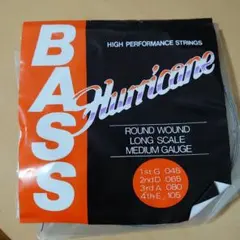 BASS
HIGH PERFORMANCE STRINGS
Hurricane
ROUND WOUND
LONG SCALE
MEDIUM GAUGE
1st G .045
2nd D .065
3rd A .080
4th E .105